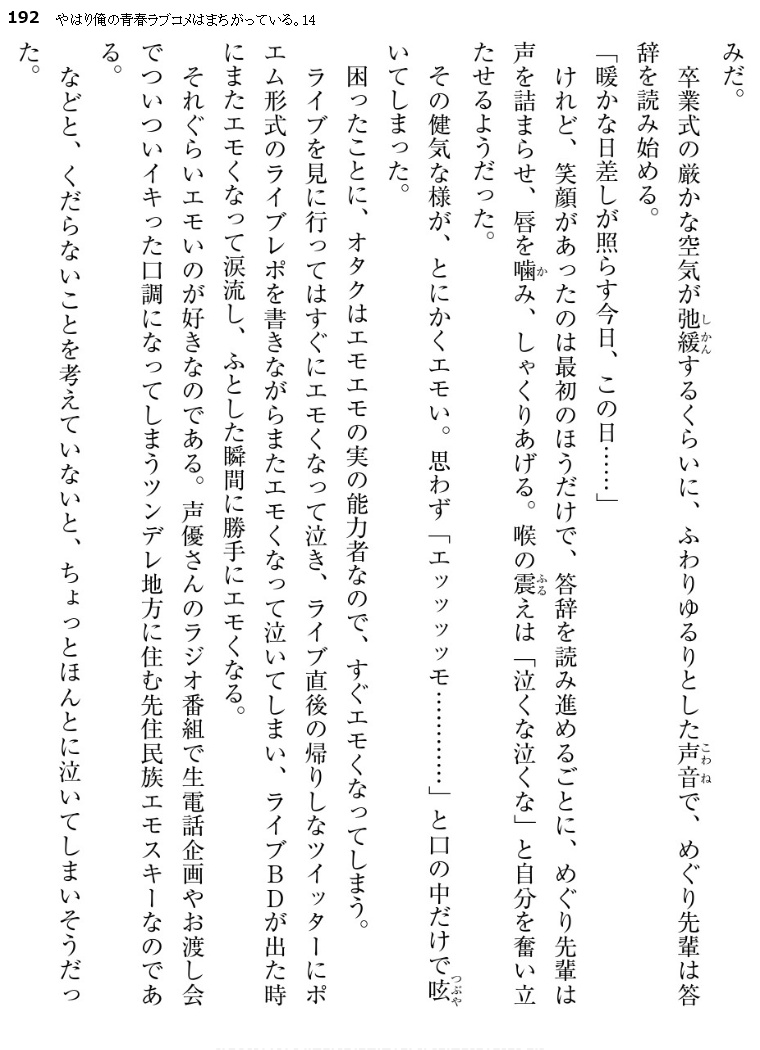 192 やはり俺の青春ラブコメはまちがっている。14
みだ。
卒業式の厳かな空気が弛緩するくらいに、ふわりゆるりとした声音で、めぐり先輩は答
辞を読み始める。
「暖かな日差しが照らす今日、この日……」
けれど、笑顔があったのは最初のほうだけで、答辞を読み進めるごとに、めぐり先輩は
声を詰まらせ、唇を噛み、しゃくりあげる。喉の震えは「泣くな泣くな」と自分を奮い立
たせるようだった。
その健気な様が、とにかくエモい。思わず「エッッッッモ…………」と口の中だけで呟
いてしまった。
困ったことに、オタクはエモエモの実の能力者なので、すぐエモくなってしまう。
ライブを見に行ってはすぐにエモくなって泣き、ライブ直後の帰りしなツイッターにポ
エム形式のライブレポを書きながらまたエモくなって泣いてしまい、ライブＢＤが出た時
にまたエモくなって涙流し、ふとした瞬間に勝手にエモくなる。
それぐらいエモいのが好きなのである。声優さんのラジオ番組で生電話企画やお渡し会
でついついイキった口調になってしまうツンデレ地方に住む先住民族エモスキーなのであ
る。
などと、くだらないことを考えていないと、ちょっとほんとに泣いてしまいそうだっ
た。